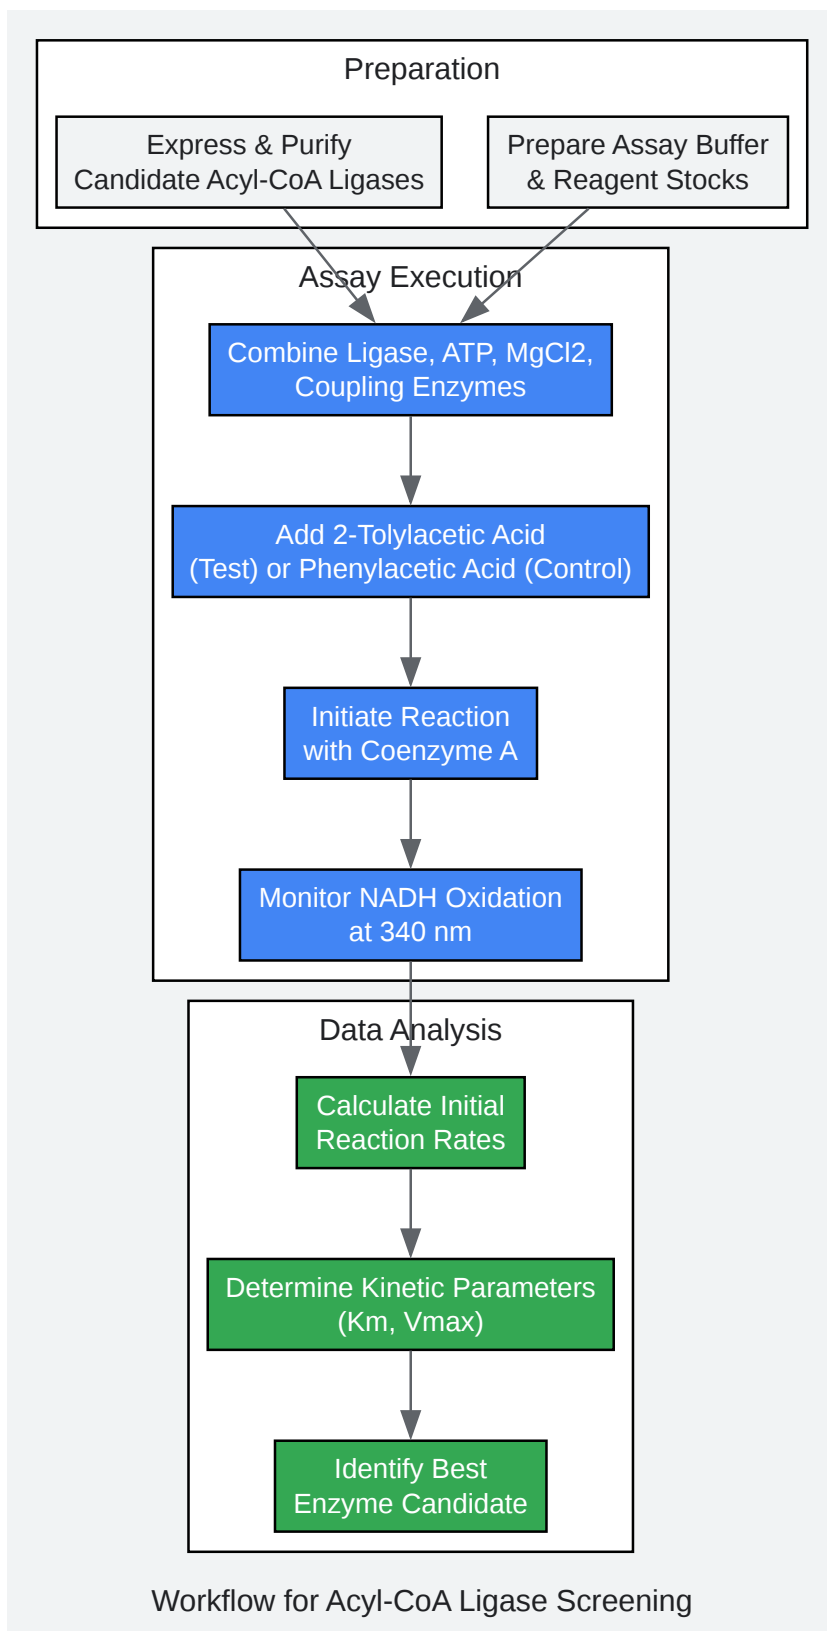 Preparation
Express & Purify
Candidate Acyl-CoA Ligases
Prepare Assay Buffer
& Reagent Stocks
Assay Execution
Combine Ligase, ATP, MgCl2,
Coupling Enzymes
Add 2-Tolylacetic Acid
(Test) or Phenylacetic Acid (Control)
Initiate Reaction
with Coenzyme A
Monitor NADH Oxidation
at 340 nm
Data Analysis
Calculate Initial
Reaction Rates
Determine Kinetic Parameters
(Km, Vmax)
Identify Best
Enzyme Candidate
Workflow for Acyl-CoA Ligase Screening